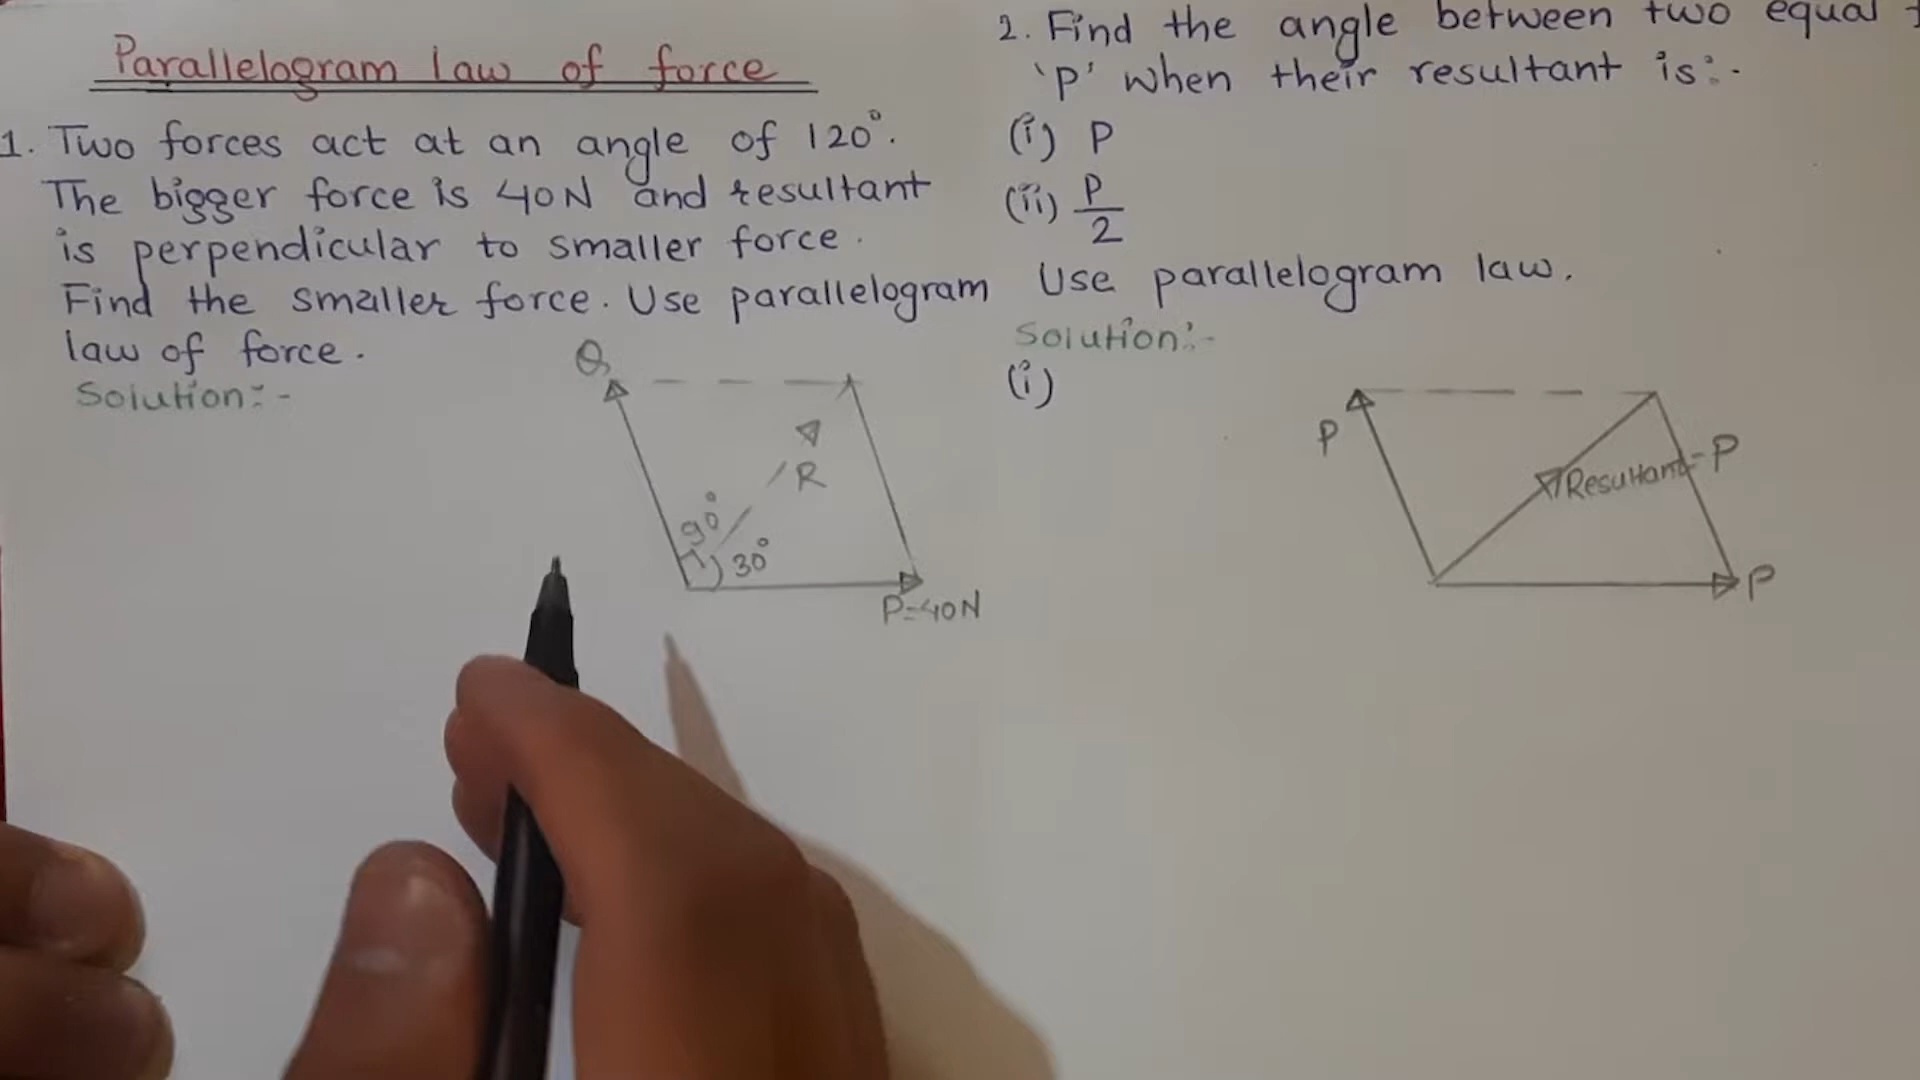 Parallelogram law of force
1. Two forces act at an angle of 120°.
The bigger force is 40N and resultant
is perpendicular to smaller force.
Find the smaller force. Use parallelogram
law of force.
Solution:-
Q
R
90°
30°
P=40N
2. Find the angle between two equal
'P' when their resultant is:-
(i) P
(ii) P/2
Use parallelogram law.
Solution:-
(i)
P
Resultant=P
P